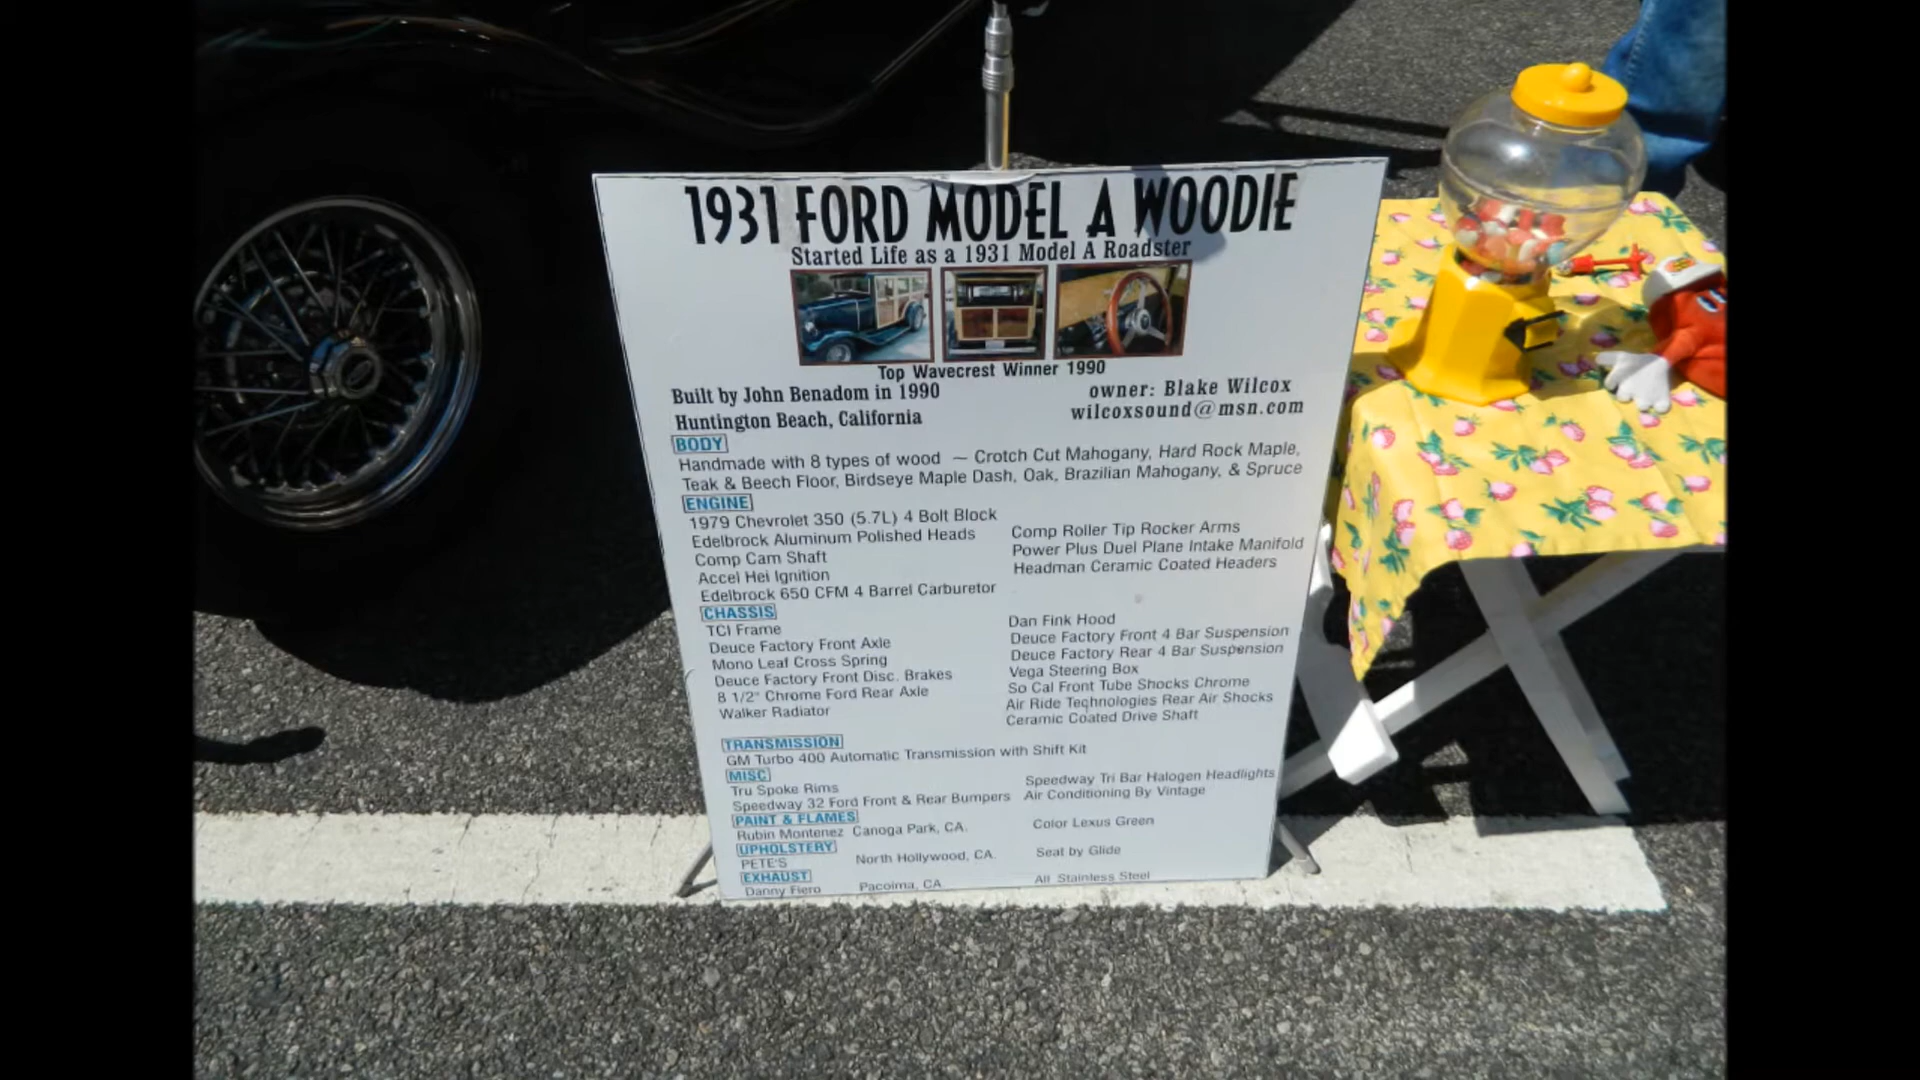 1931 FORD MODEL A WOODIE
Started Life as a 1931 Model A Roadster
Top Wavecrest Winner 1990
Built by John Benadom in 1990
Huntington Beach, California
owner: Blake Wilcox
wilcoxsound@msn.com
BODY
Handmade with 8 types of wood — Crotch Cut Mahogany, Hard Rock Maple,
Teak & Beech Floor, Birdseye Maple Dash, Oak, Brazilian Mahogany, & Spruce
ENGINE
1979 Chevrolet 350 (5.7L) 4 Bolt Block
Edelbrock Aluminum Polished Heads
Comp Cam Shaft
Accel Hei Ignition
Edelbrock 650 CFM 4 Barrel Carburetor
Comp Roller Tip Rocker Arms
Power Plus Duel Plane Intake Manifold
Headman Ceramic Coated Headers
CHASSIS
TCI Frame
Deuce Factory Front Axle
Mono Leaf Cross Spring
Deuce Factory Front Disc. Brakes
8 1/2" Chrome Ford Rear Axle
Walker Radiator
Dan Fink Hood
Deuce Factory Front 4 Bar Suspension
Deuce Factory Rear 4 Bar Suspension
Vega Steering Box
So Cal Front Tube Shocks Chrome
Air Ride Technologies Rear Air Shocks
Ceramic Coated Drive Shaft
TRANSMISSION
GM Turbo 400 Automatic Transmission with Shift Kit
MISC
Tru Spoke Rims
Speedway 32 Ford Front & Rear Bumpers
Speedway Tri Bar Halogen Headlights
Air Conditioning By Vintage
PAINT & FLAMES
Rubin Montenez Canoga Park, CA. Color Lexus Green
UPHOLSTERY
PETE'S North Hollywood, CA. Seat by Glide
EXHAUST
Danny Fiero Pacoima, CA All Stainless Steel